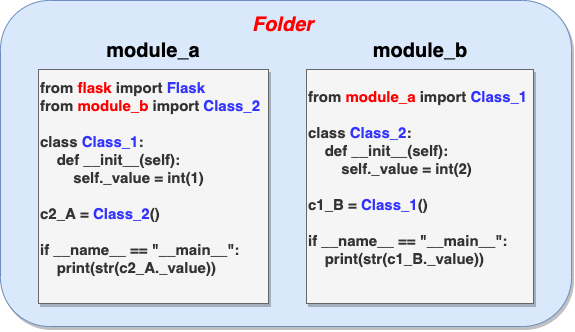 Folder
module_a
from flask import Flask
from module_b import Class_2
class Class_1:
def __init__(self):
self._value = int(1)
c2_A = Class_2()
if __name__ == "__main__":
print(str(c2_A._value))
module_b
from module_a import Class_1
class Class_2:
def __init__(self):
self._value = int(2)
c1_B = Class_1()
if __name__ == "__main__":
print(str(c1_B._value))